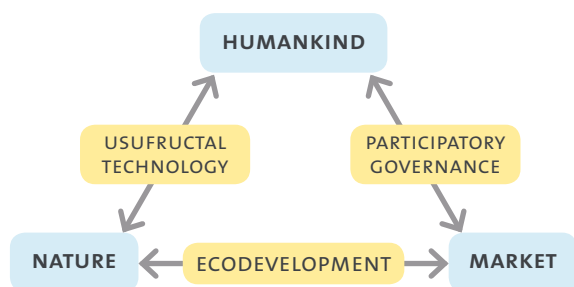 HUMANKIND
USUFRUCTAL
TECHNOLOGY
PARTICIPATORY
GOVERNANCE
NATURE
ECODEVELOPMENT
MARKET